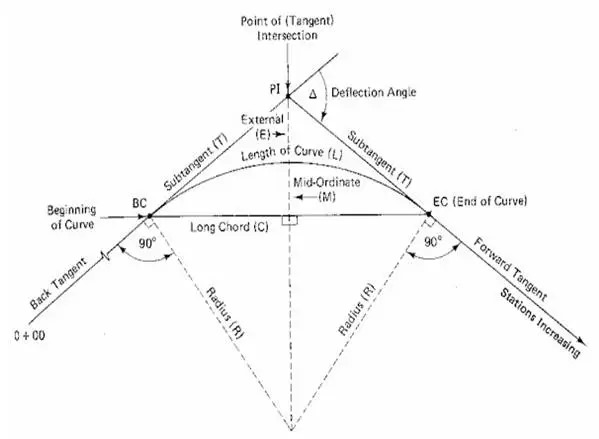 Point of (Tangent)
Intersection
PI
Δ
Deflection Angle
External
(E)
Subtangent (T)
Subtangent (T)
Length of Curve (L)
Mid-Ordinate
(M)
BC
EC (End of Curve)
Beginning
of Curve
Long Chord (C)
90°
90°
Back Tangent
Forward Tangent
Stations Increasing
Radius (R)
Radius (R)
0 + 00